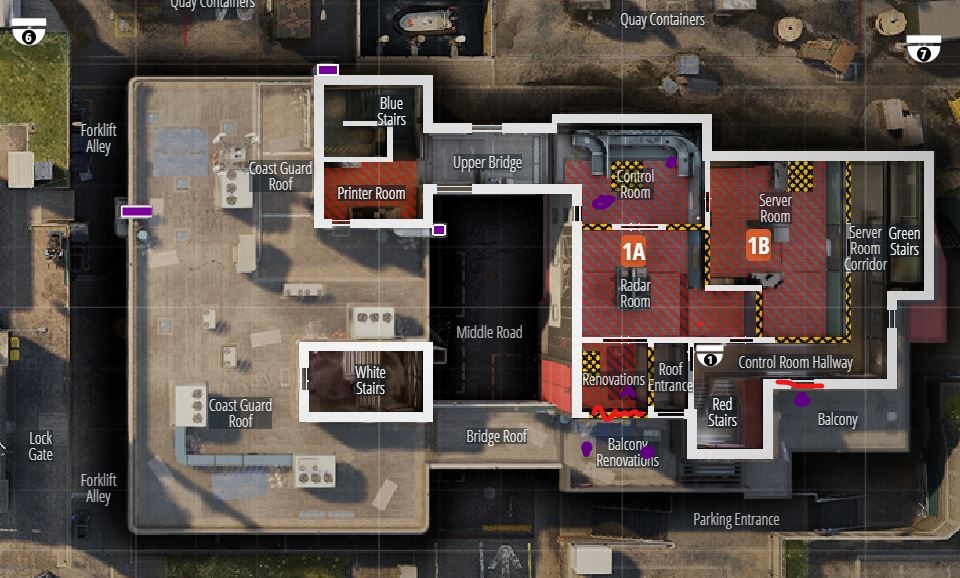 Quay Containers
Quay Containers
6
7
Forklift
Alley
Blue
Stairs
Upper Bridge
Coast Guard
Roof
Printer Room
Control
Room
Server
Room
1A
1B
Server
Room
Corridor
Green
Stairs
Radar
Room
Middle Road
1
Control Room Hallway
White
Stairs
Renovations
Roof
Entrance
Red
Stairs
Coast Guard
Roof
Balcony
Bridge Roof
Balcony
Renovations
Lock
Gate
Forklift
Alley
Parking Entrance